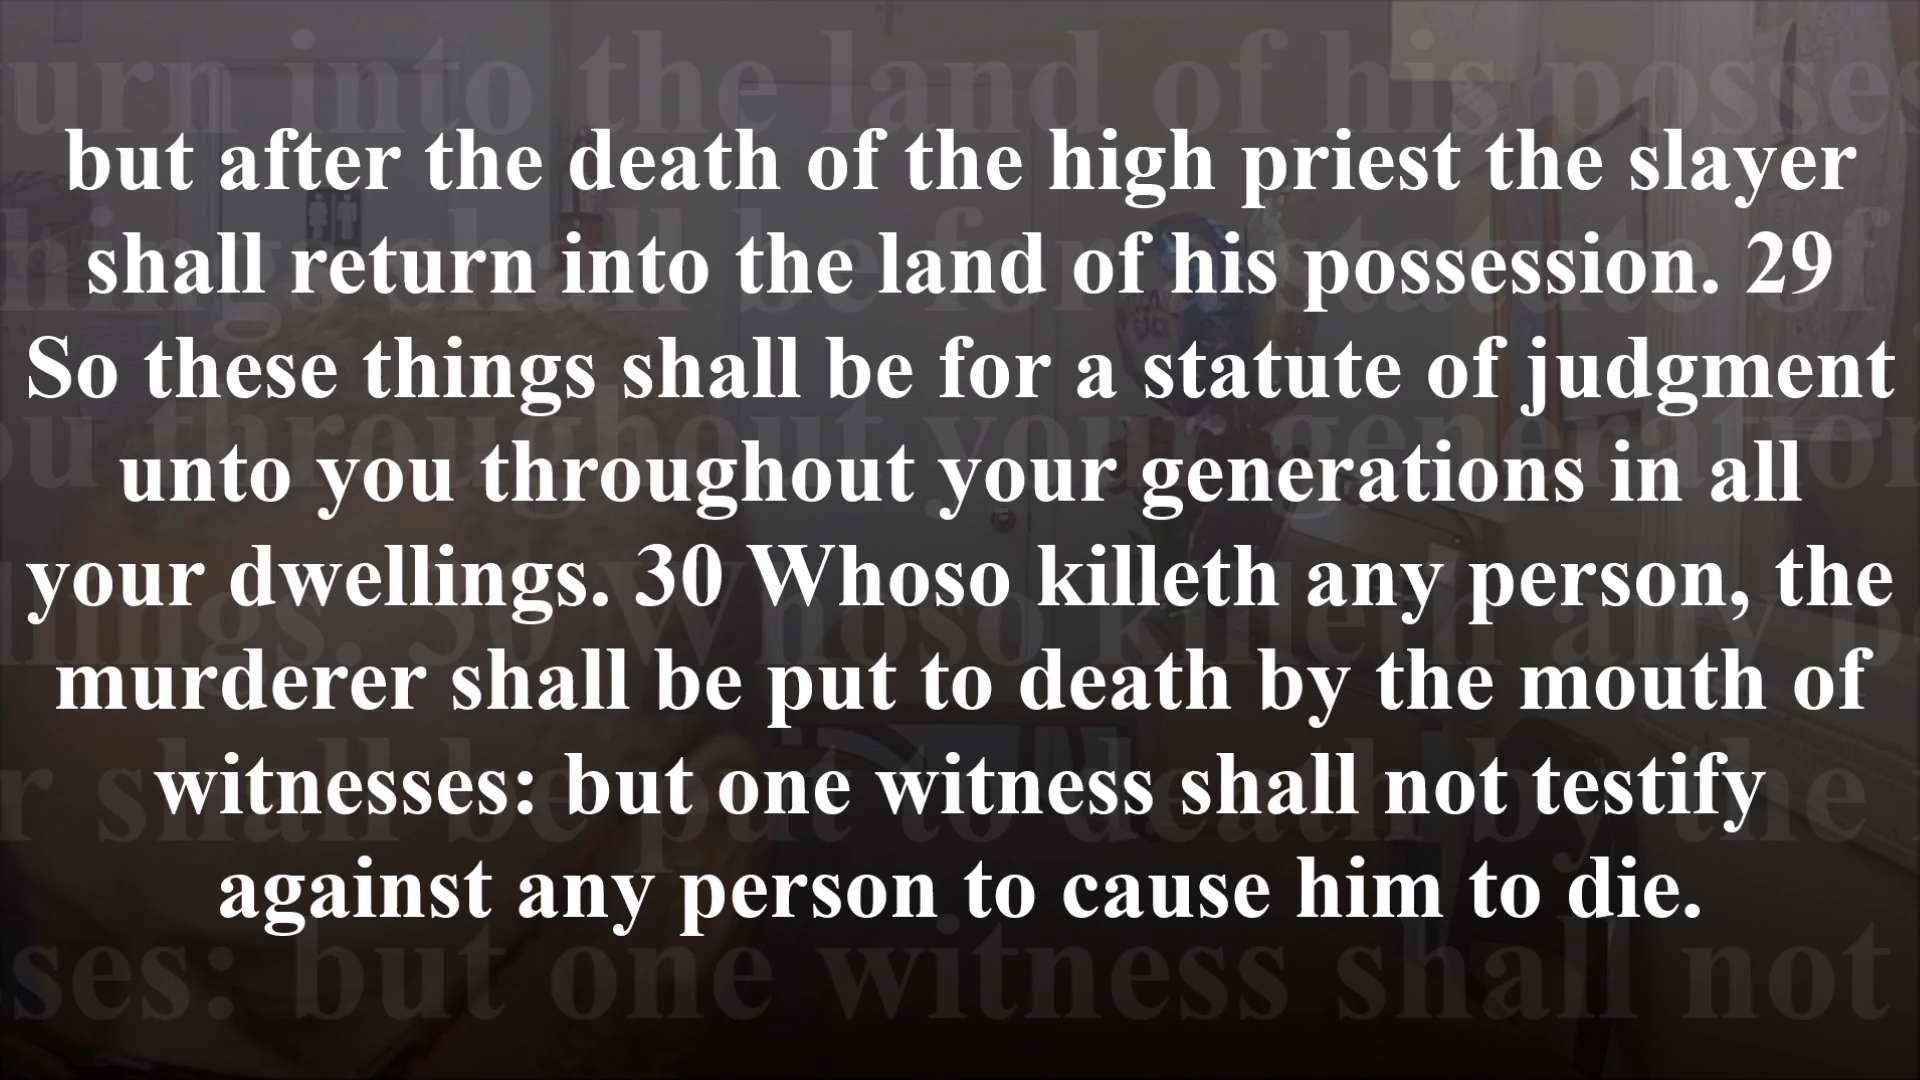 but after the death of the high priest the slayer
shall return into the land of his possession. 29
So these things shall be for a statute of judgment
unto you throughout your generations in all
your dwellings. 30 Whoso killeth any person, the
murderer shall be put to death by the mouth of
witnesses: but one witness shall not testify
against any person to cause him to die.